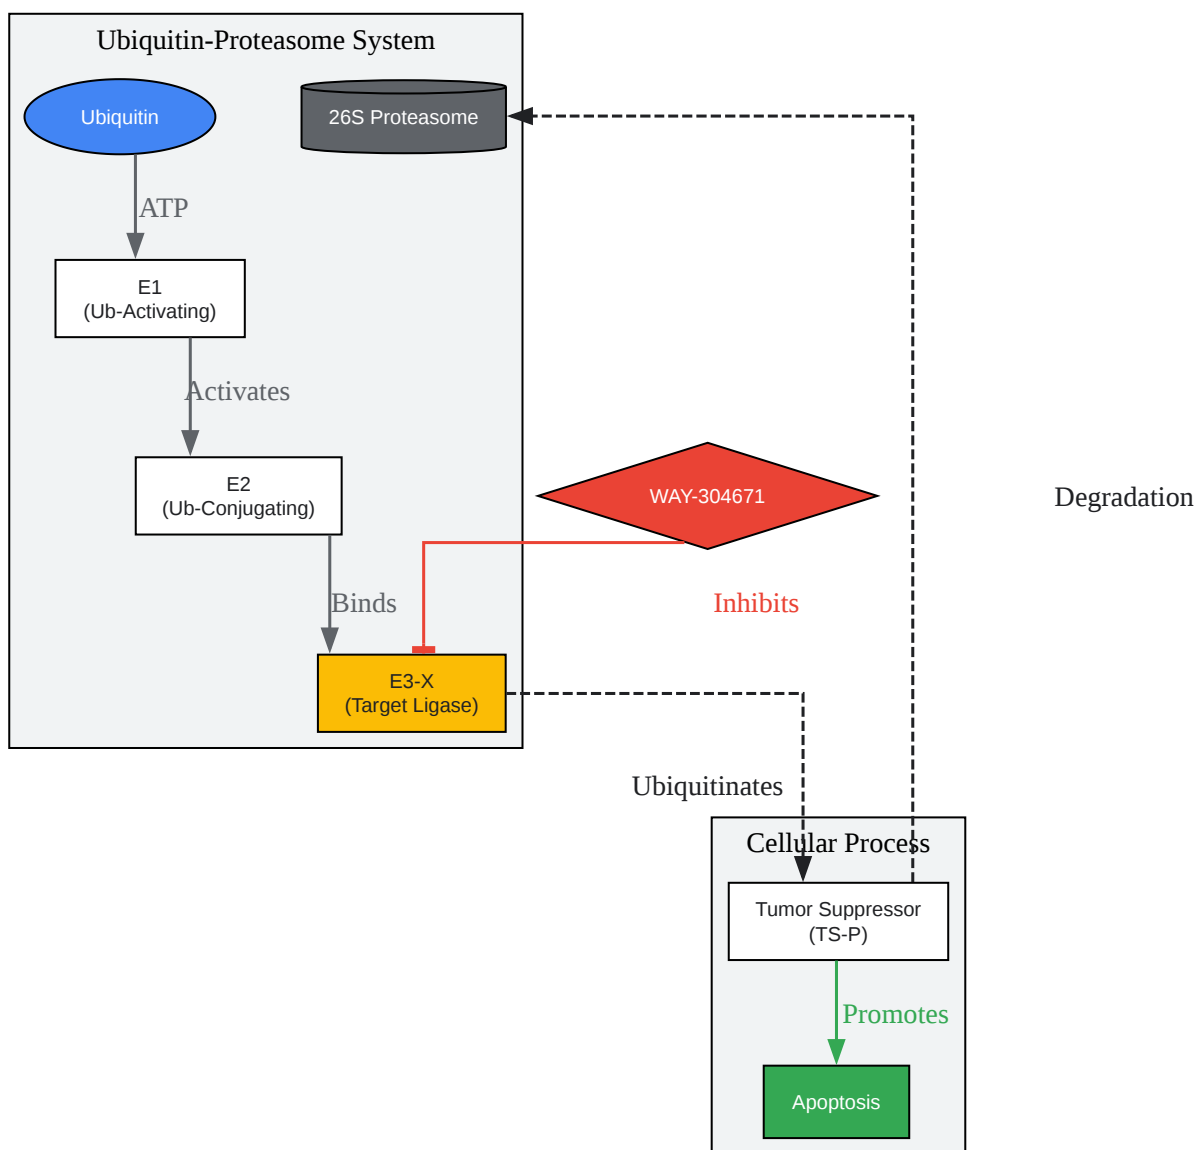 Ubiquitin-Proteasome System
Ubiquitin
26S Proteasome
ATP
E1
(Ub-Activating)
Activates
E2
(Ub-Conjugating)
WAY-304671
Degradation
Binds
Inhibits
E3-X
(Target Ligase)
Ubiquitinates
Cellular Process
Tumor Suppressor
(TS-P)
Promotes
Apoptosis